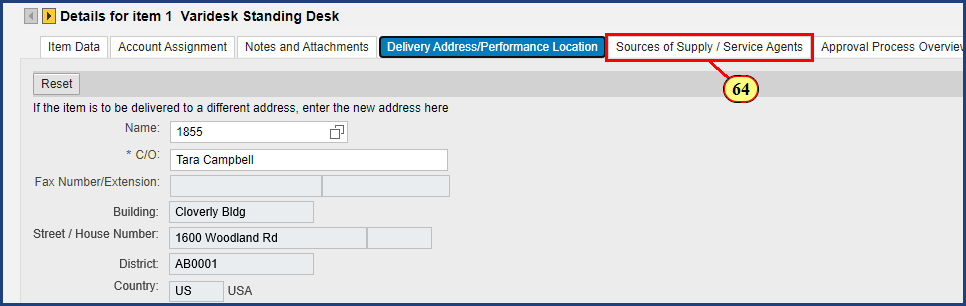 Details for item 1 Varidesk Standing Desk
Item Data Account Assignment Notes and Attachments Delivery Address/Performance Location Sources of Supply / Service Agents Approval Process Overview
64
Reset
If the item is to be delivered to a different address, enter the new address here
Name: 1855
* C/O: Tara Campbell
Fax Number/Extension:
Building: Cloverly Bldg
Street / House Number: 1600 Woodland Rd
District: AB0001
Country: US USA